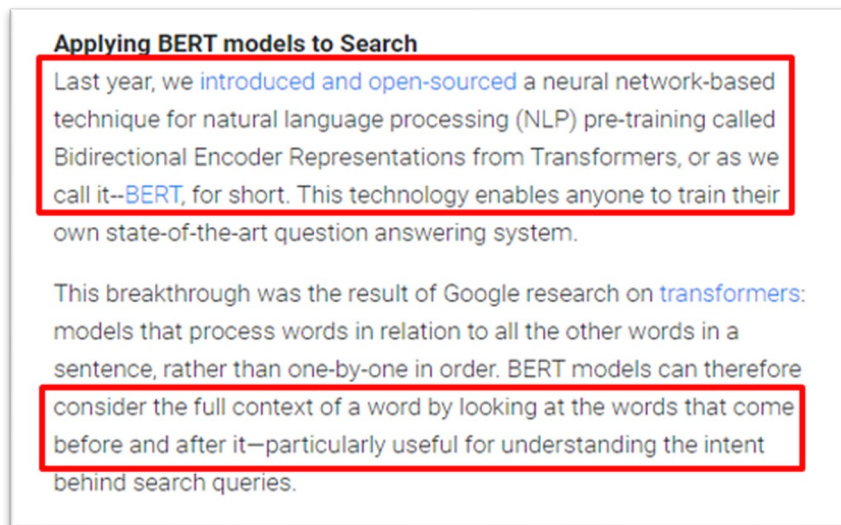 Applying BERT models to Search
Last year, we introduced and open-sourced a neural network-based
technique for natural language processing (NLP) pre-training called
Bidirectional Encoder Representations from Transformers, or as we
call it--BERT, for short. This technology enables anyone to train their
own state-of-the-art question answering system.
This breakthrough was the result of Google research on transformers:
models that process words in relation to all the other words in a
sentence, rather than one-by-one in order. BERT models can therefore
consider the full context of a word by looking at the words that come
before and after it—particularly useful for understanding the intent
behind search queries.